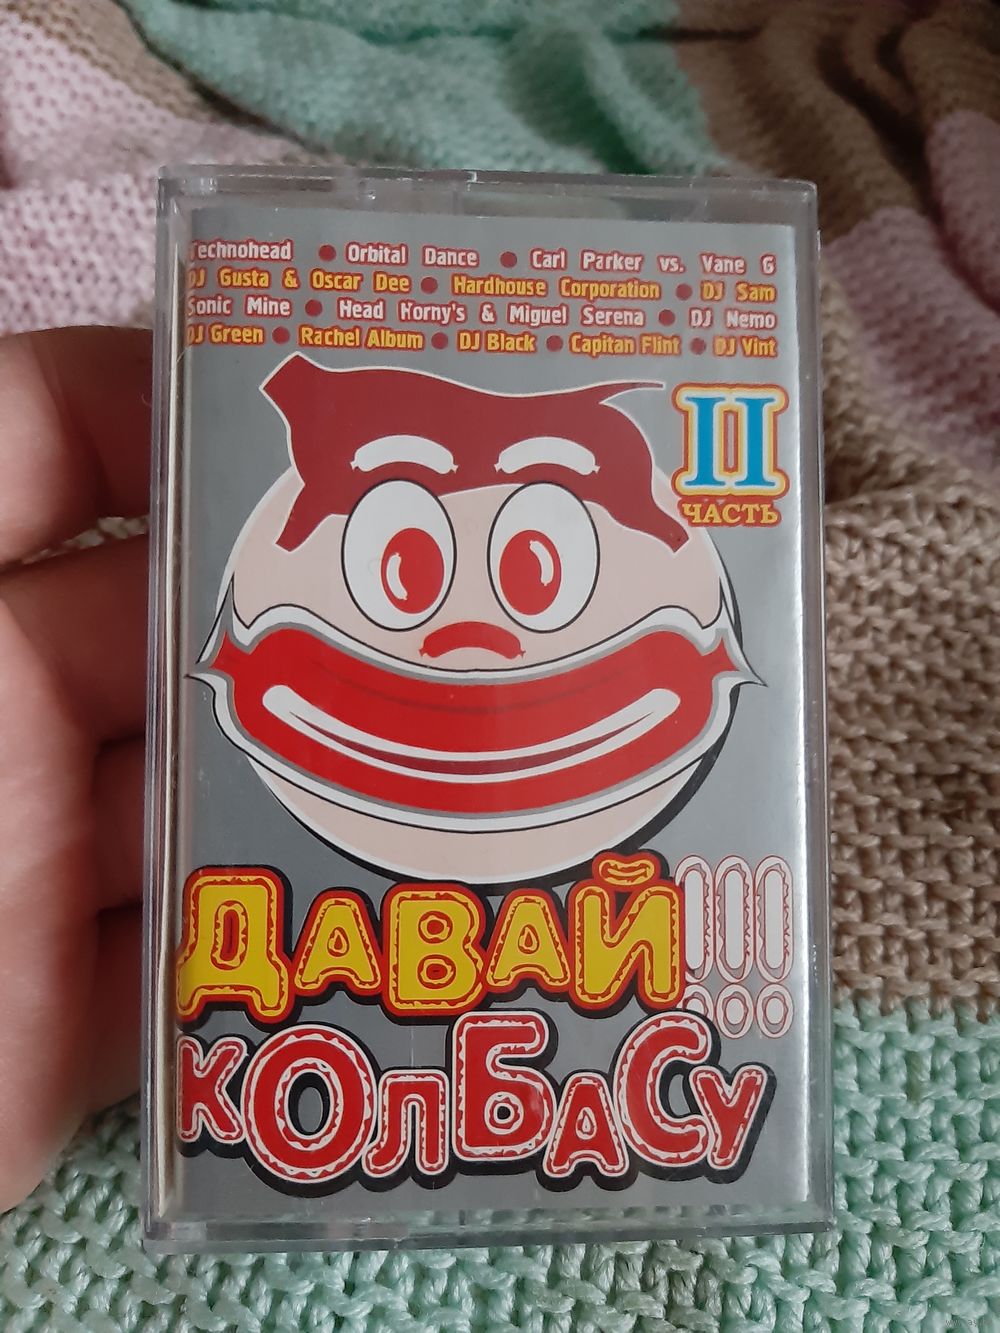 Technohead • Orbital Dance • Carl Parker vs. Vane G
DJ Gusta & Oscar Dee • Hardhouse Corporation • DJ Sam
Sonic Mine • Head Horny's & Miguel Serena • DJ Nemo
DJ Green • Rachel Album • DJ Black • Capitan Flint • DJ Vint
II
ЧАСТЬ
ДАВАЙ!!!
КОЛБАСУ